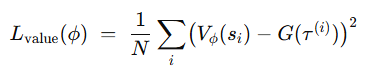 L_value(ϕ) = 1/N ∑_i (V_ϕ(s_i) − G(τ^(i)))^2